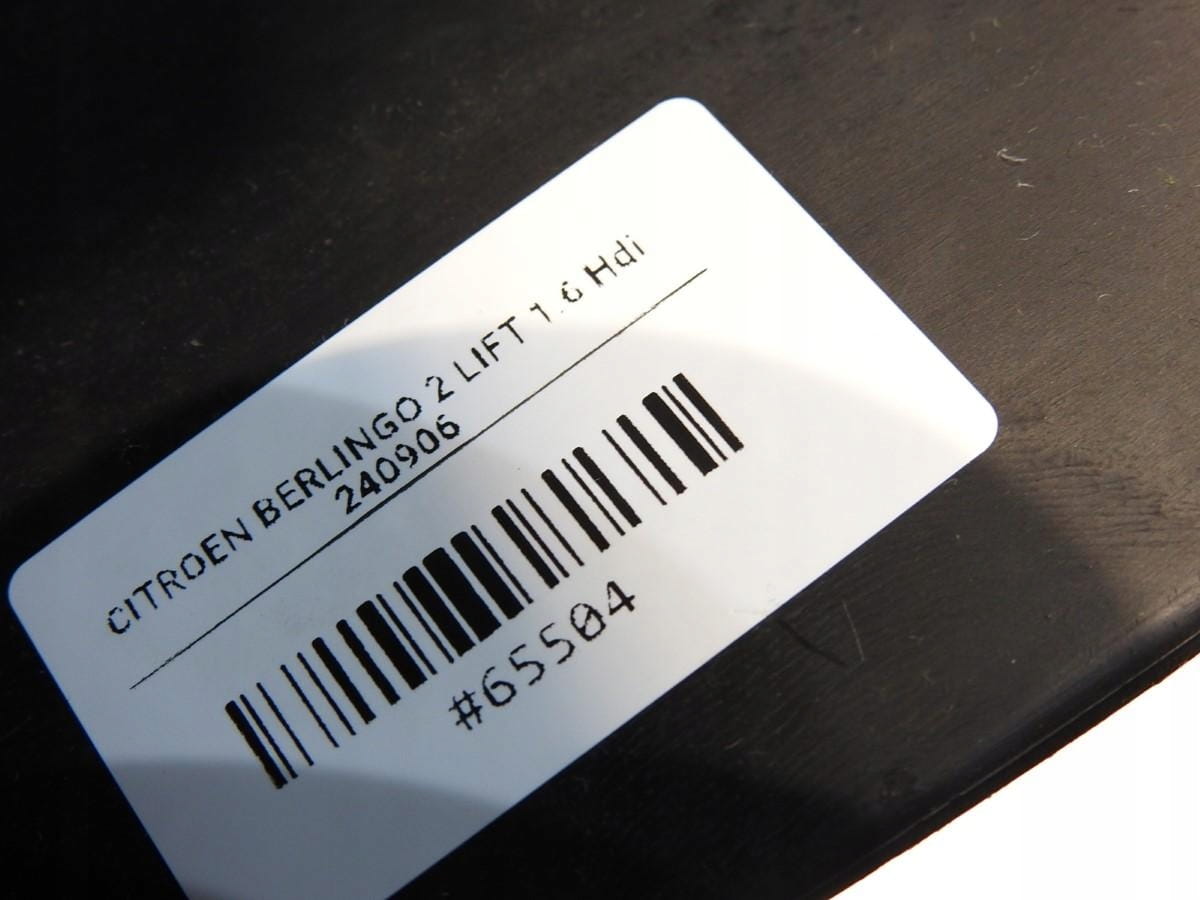 CITROEN BERLINGO 2 LIFT 1.6 Hdi
240906
#65504